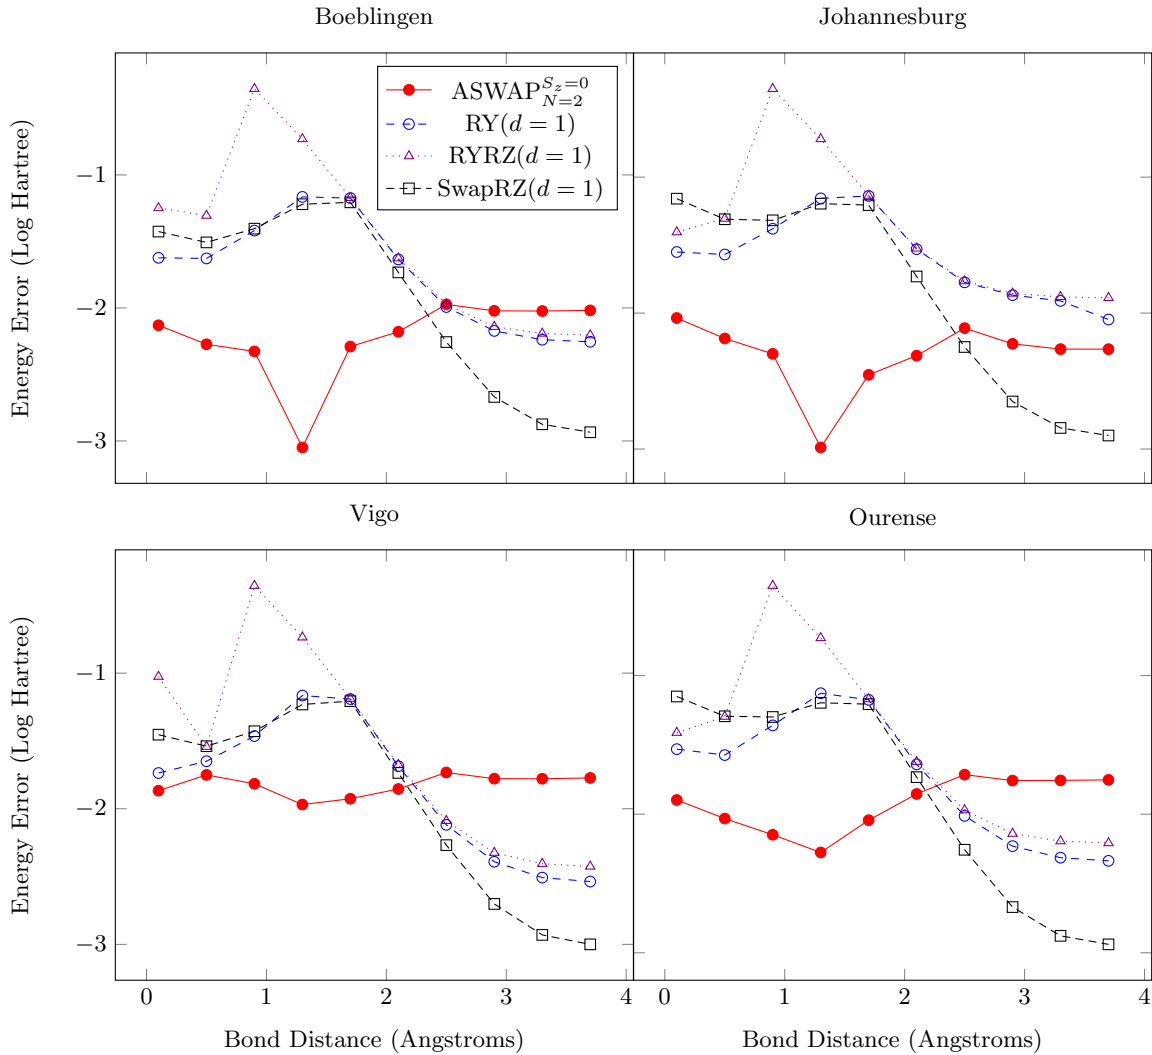 Boeblingen
Johannesburg
ASWAP$_{N=2}^{S_z=0}$
RY(d = 1)
RYRZ(d = 1)
SwapRZ(d = 1)
−1
−2
−3
Energy Error (Log Hartree)
Vigo
Ourense
−1
−2
−3
Energy Error (Log Hartree)
0 1 2 3 4
0 1 2 3 4
Bond Distance (Angstroms)
Bond Distance (Angstroms)